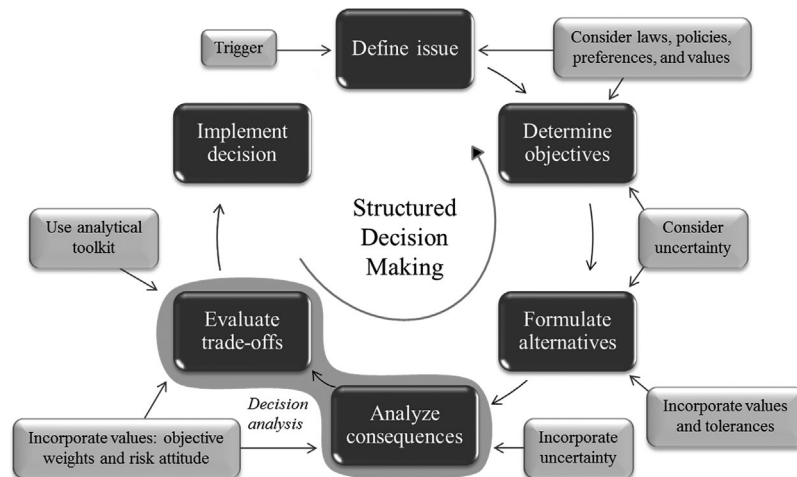 Trigger
Define issue
Consider laws, policies,
preferences, and values
Implement
decision
Determine
objectives
Structured
Decision
Making
Use analytical
toolkit
Consider
uncertainty
Evaluate
trade-offs
Formulate
alternatives
Decision
analysis
Analyze
consequences
Incorporate values: objective
weights and risk attitude
Incorporate
uncertainty
Incorporate values
and tolerances